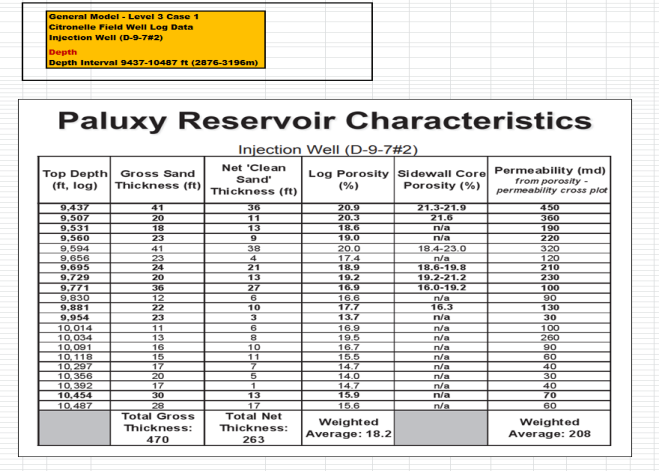 General Model - Level 3 Case 1
Citronelle Field Well Log Data
Injection Well (D-9-7#2)
Depth
Depth Interval 9437-10487 ft (2876-3196m)
Paluxy Reservoir Characteristics
Injection Well (D-9-7#2)
Top Depth (ft, log) Gross Sand Thickness (ft) Net 'Clean Sand' Thickness (ft) Log Porosity (%) Sidewall Core Porosity (%) Permeability (md) from porosity - permeability cross plot
9,437 41 36 20.9 21.3-21.9 450
9,507 20 11 20.3 21.6 360
9,531 18 13 18.6 n/a 190
9,560 23 9 19.0 n/a 220
9,594 41 38 20.0 18.4-23.0 320
9,656 23 4 17.4 n/a 120
9,695 24 21 18.9 18.6-19.8 210
9,729 20 13 19.2 19.2-21.2 230
9,771 36 27 16.9 16.0-19.2 100
9,830 12 6 16.6 n/a 90
9,881 22 10 17.7 16.3 130
9,954 23 3 13.7 n/a 30
10,014 11 6 16.9 n/a 100
10,034 13 8 19.5 n/a 260
10,091 16 10 16.7 n/a 90
10,118 15 11 15.5 n/a 60
10,297 17 7 14.7 n/a 40
10,356 20 5 14.0 n/a 30
10,392 17 1 14.7 n/a 40
10,454 30 13 15.9 n/a 70
10,487 28 17 15.6 n/a 60
Total Gross Thickness: 470 Total Net Thickness: 263 Weighted Average: 18.2 Weighted Average: 208